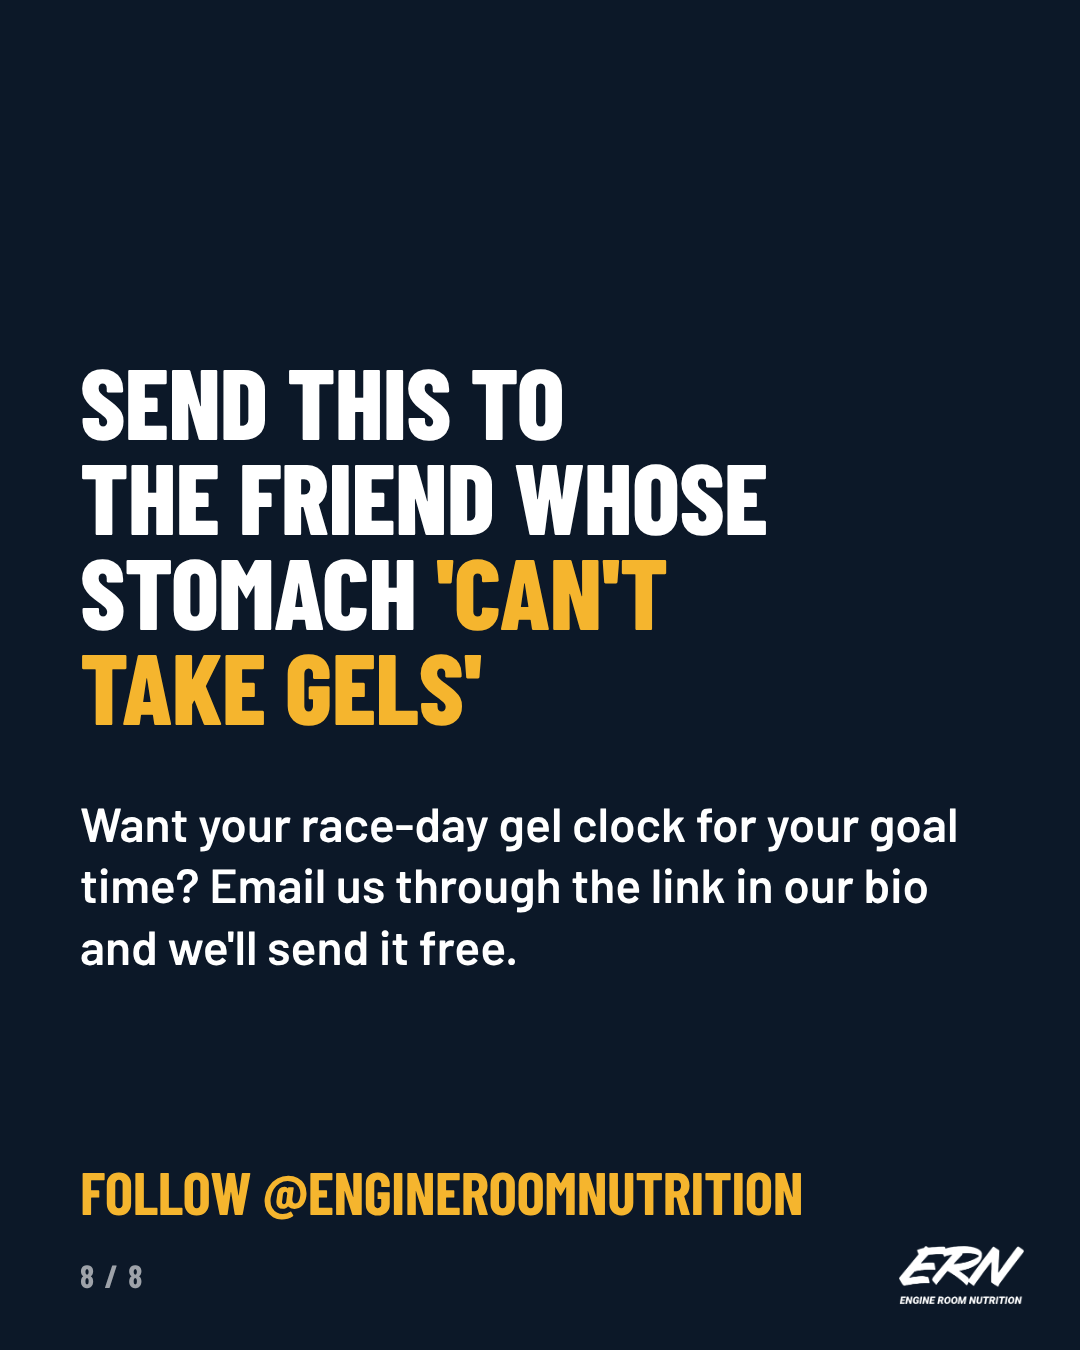 SEND THIS TO
THE FRIEND WHOSE
STOMACH 'CAN'T
TAKE GELS'
Want your race-day gel clock for your goal
time? Email us through the link in our bio
and we'll send it free.
FOLLOW @ENGINEROOMNUTRITION
8 / 8
ERN
ENGINE ROOM NUTRITION